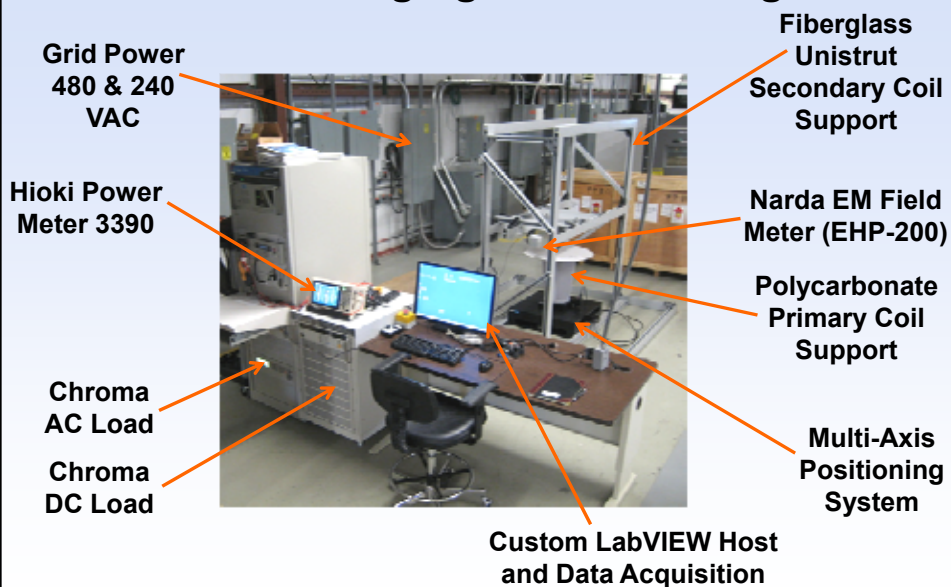 Grid Power
480 & 240
VAC
Hioki Power
Meter 3390
Chroma
AC Load
Chroma
DC Load
Fiberglass
Unistrut
Secondary Coil
Support
Narda EM Field
Meter (EHP-200)
Polycarbonate
Primary Coil
Support
Multi-Axis
Positioning
System
Custom LabVIEW Host
and Data Acquisition